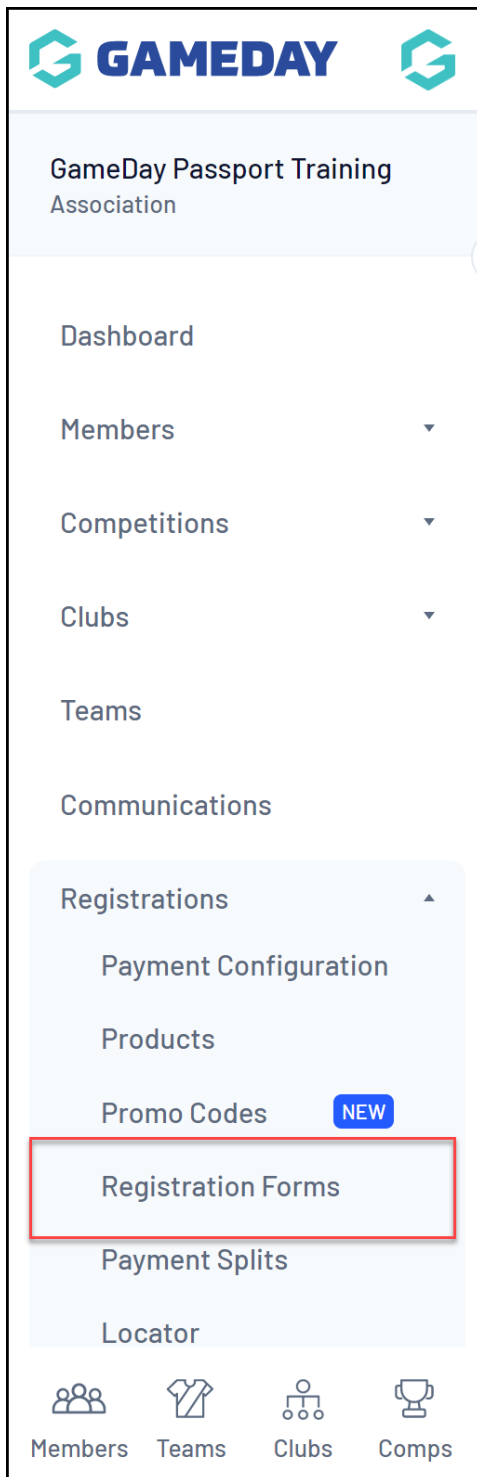 GAMEDAY
GameDay Passport Training
Association
Dashboard
Members
Competitions
Clubs
Teams
Communications
Registrations
Payment Configuration
Products
Promo Codes NEW
Registration Forms
Payment Splits
Locator
Members Teams Clubs Comps